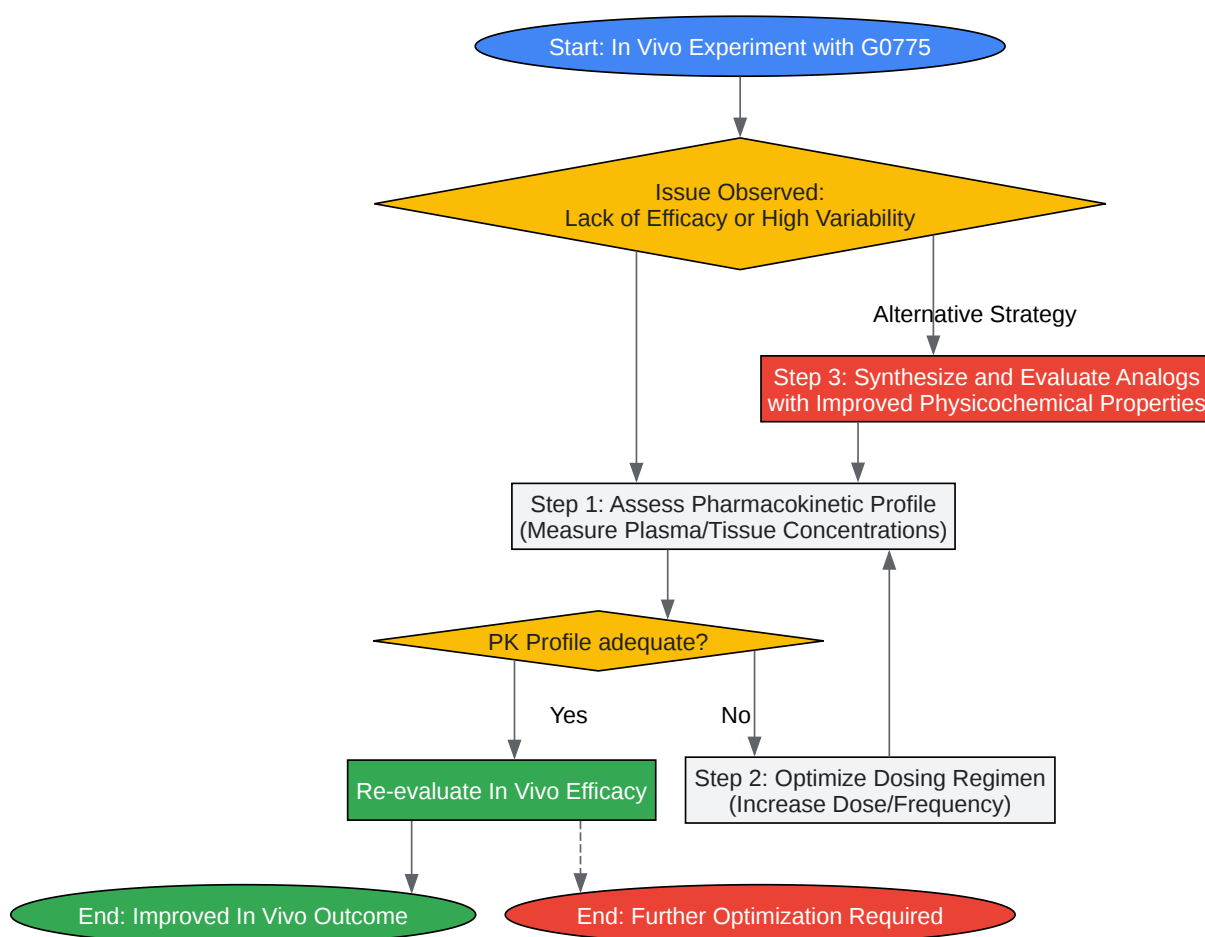 Start: In Vivo Experiment with G0775
Issue Observed:
Lack of Efficacy or High Variability
Alternative Strategy
Step 3: Synthesize and Evaluate Analogs
with Improved Physicochemical Properties
Step 1: Assess Pharmacokinetic Profile
(Measure Plasma/Tissue Concentrations)
PK Profile adequate?
Yes
No
Re-evaluate In Vivo Efficacy
Step 2: Optimize Dosing Regimen
(Increase Dose/Frequency)
End: Improved In Vivo Outcome
End: Further Optimization Required